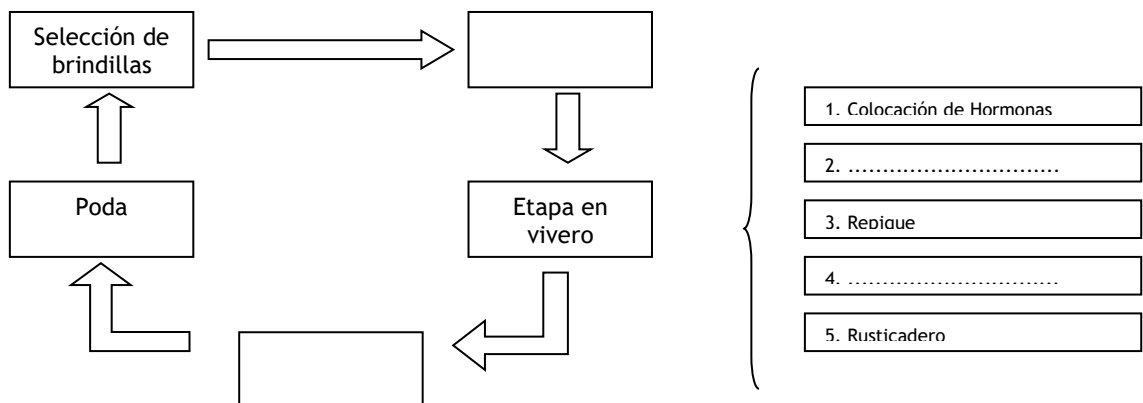 Selección de
brindillas
Poda
Etapa en
vivero
1. Colocación de Hormonas
2. ...............................
3. Repique
4. ...............................
5. Rusticadero